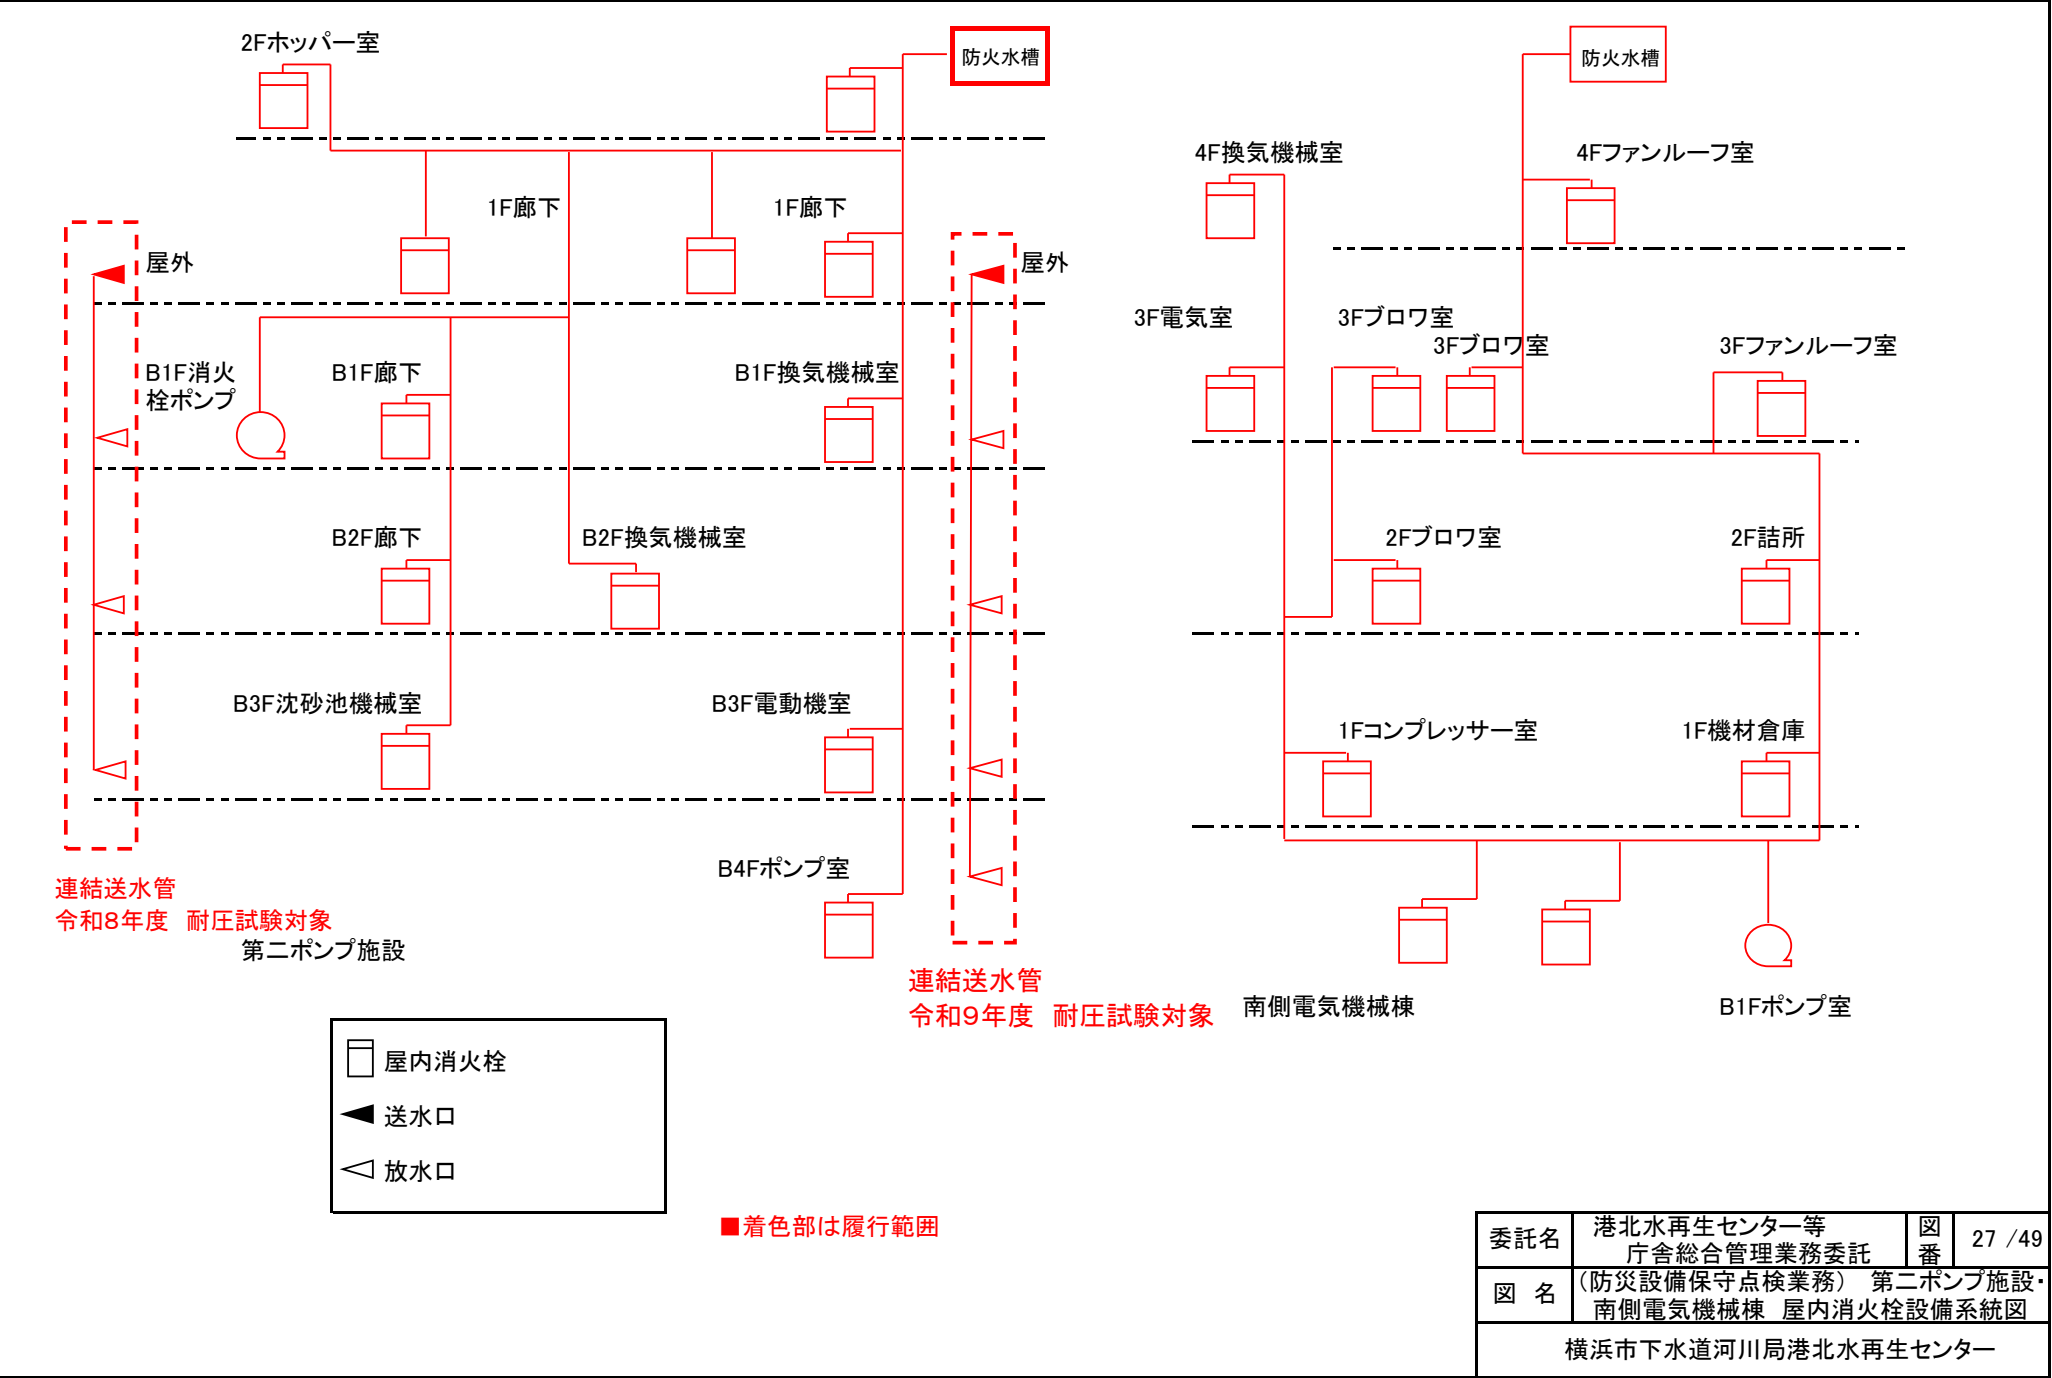 2Fホッパー室
防火水槽
防火水槽
4F換気機械室
4Fファンルーフ室
1F廊下
1F廊下
屋外
屋外
3F電気室
3Fブロワ室
3Fブロワ室
3Fファンルーフ室
B1F消火
栓ポンプ
B1F廊下
B1F換気機械室
B2F廊下
B2F換気機械室
2Fブロワ室
2F詰所
B3F沈砂池機械室
B3F電動機室
1Fコンプレッサー室
1F機材倉庫
B4Fポンプ室
連結送水管
令和8年度 耐圧試験対象
第二ポンプ施設
連結送水管
令和9年度 耐圧試験対象
南側電気機械棟
B1Fポンプ室
屋内消火栓
送水口
放水口
■着色部は履行範囲
委託名
港北水再生センター等
庁舎総合管理業務委託
図
番
27 /49
図 名
(防災設備保守点検業務) 第二ポンプ施設・
南側電気機械棟 屋内消火栓設備系統図
横浜市下水道河川局港北水再生センター